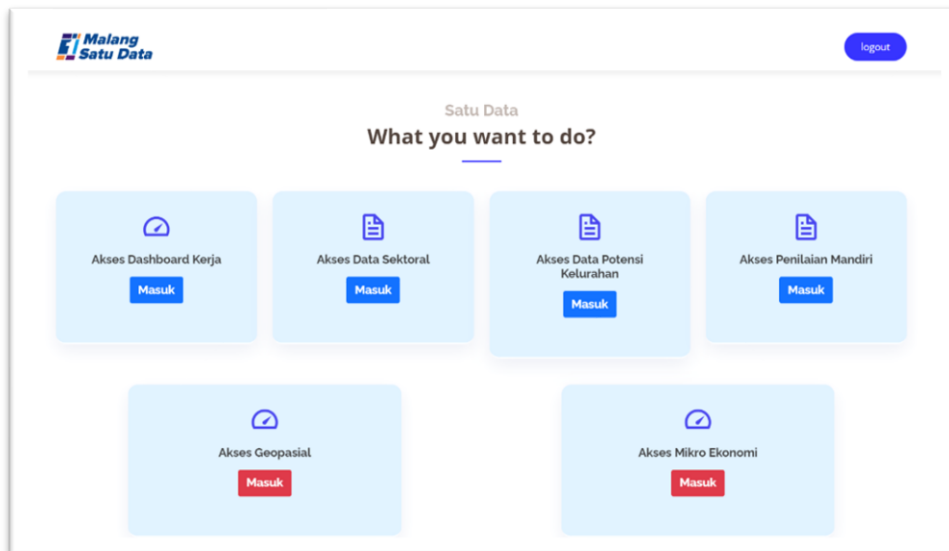 Malang
Satu Data
logout
Satu Data
What you want to do?
Akses Dashboard Kerja
Masuk
Akses Data Sektoral
Masuk
Akses Data Potensi
Kelurahan
Masuk
Akses Penilaian Mandiri
Masuk
Akses Geopasial
Masuk
Akses Mikro Ekonomi
Masuk